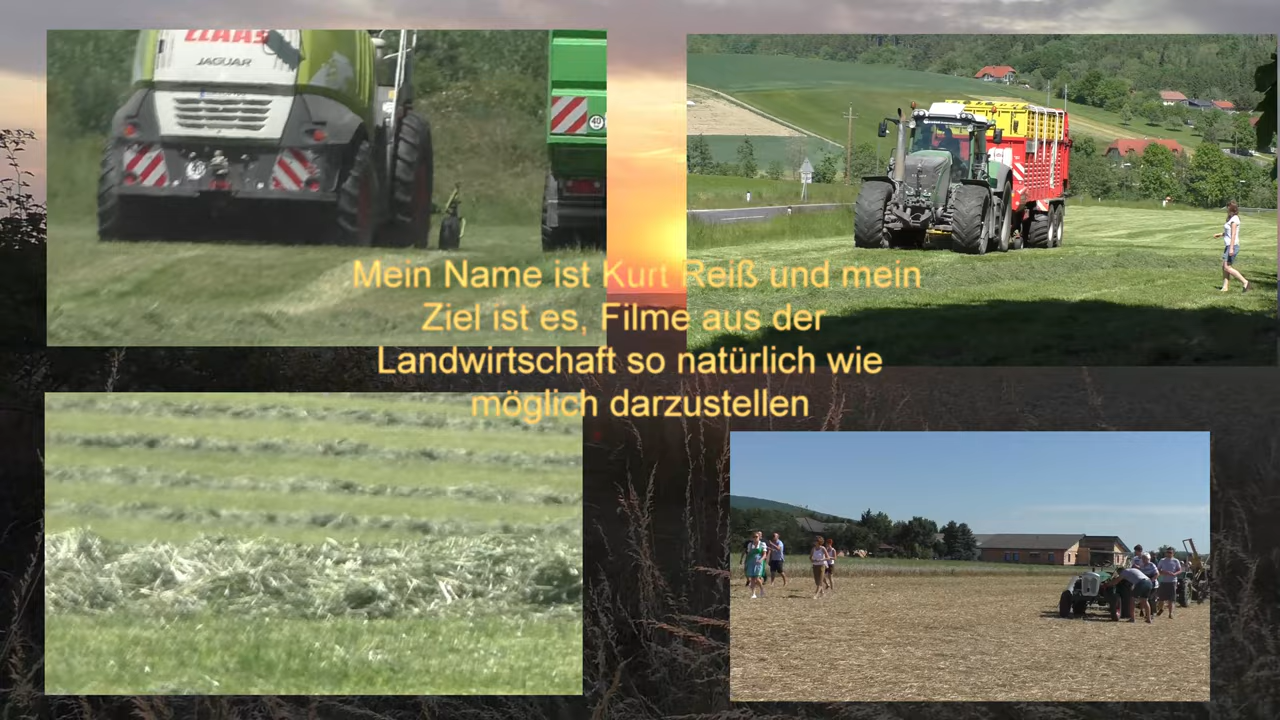 CLAAS
JAGUAR
40
Mein Name ist Kurt Reiß und mein
Ziel ist es, Filme aus der
Landwirtschaft so natürlich wie
möglich darzustellen